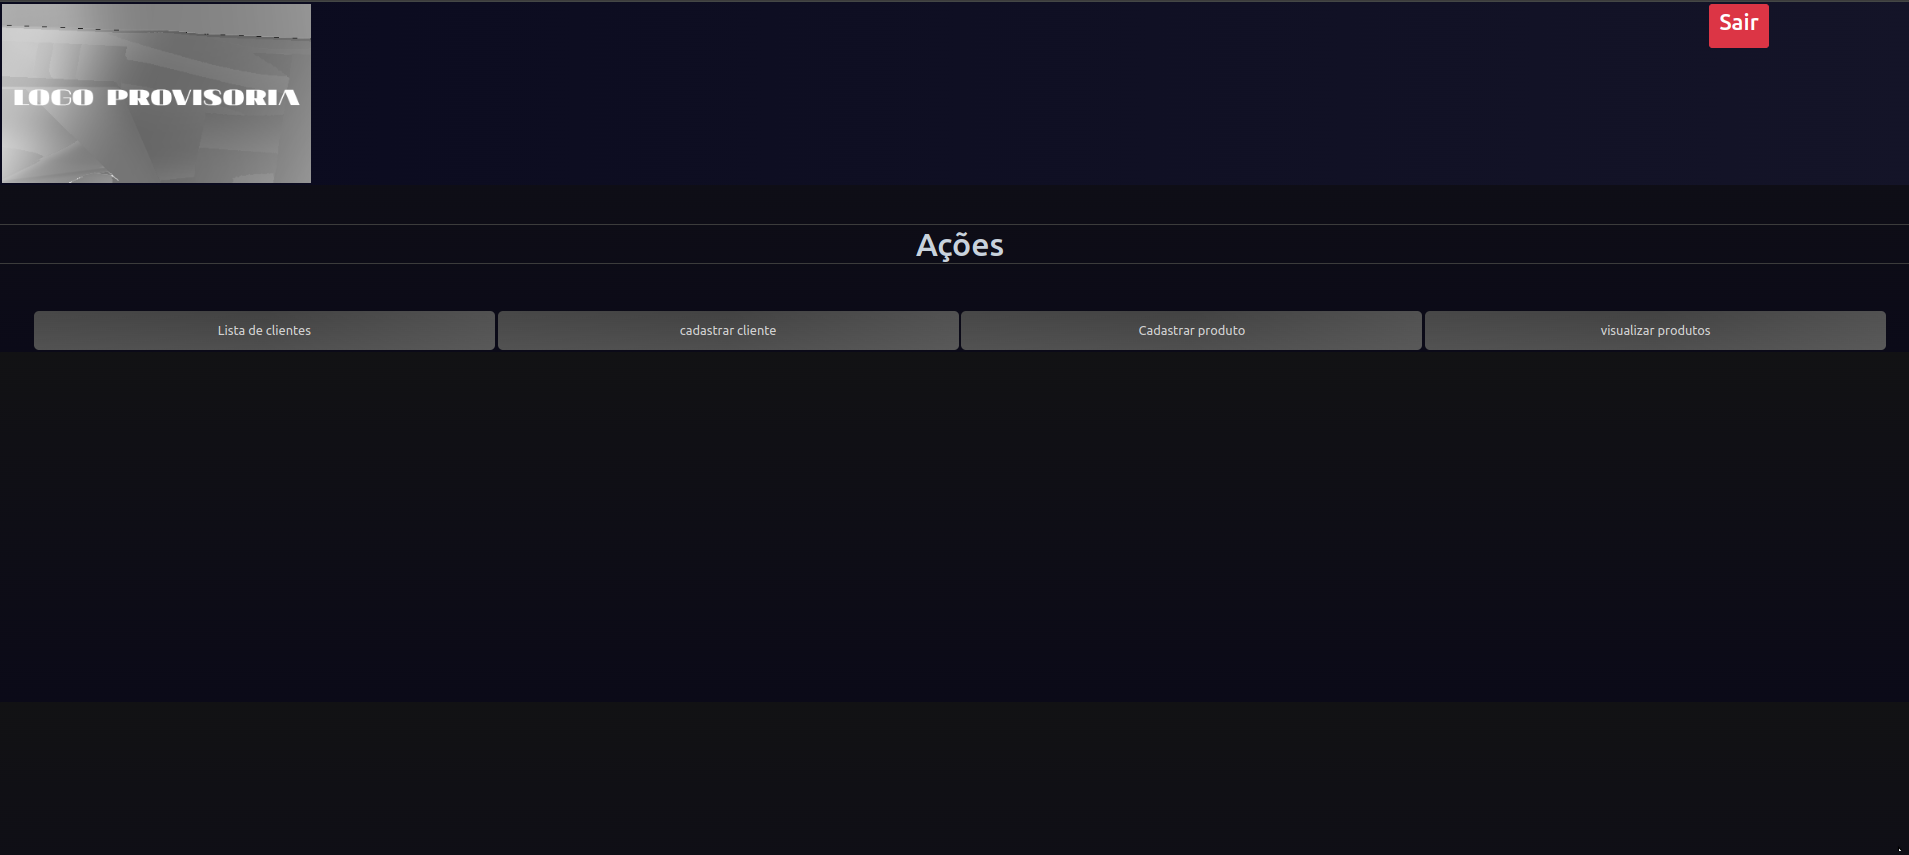 LOGO PROVISORIA
Sair
Ações
Lista de clientes
cadastrar cliente
Cadastrar produto
visualizar produtos